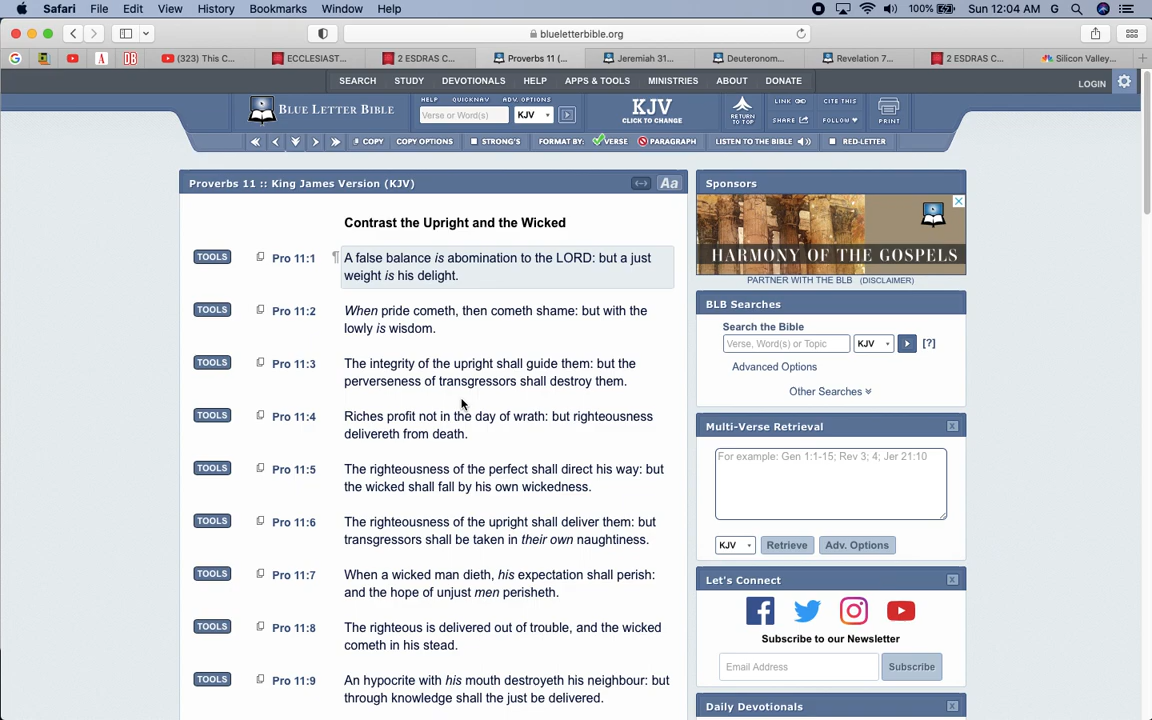 Safari File Edit View History Bookmarks Window Help 100% Sun 12:04 AM G
blueletterbible.org
(323) This C... ECCLESIAST... 2 ESDRAS C... Proverbs 11 (... Jeremiah 31... Deuteronom... Revelation 7... 2 ESDRAS C... Silicon Valley...
SEARCH STUDY DEVOTIONALS HELP APPS & TOOLS MINISTRIES ABOUT DONATE LOGIN
HELP QUICKNAV ADV. OPTIONS
BLUE LETTER BIBLE
Verse or Word(s) KJV
KJV
CLICK TO CHANGE
RETURN TO TOP
LINK CITE THIS
SHARE FOLLOW
PRINT
COPY COPY OPTIONS STRONG'S FORMAT BY: VERSE PARAGRAPH LISTEN TO THE BIBLE RED-LETTER
Proverbs 11 :: King James Version (KJV) Aa
Contrast the Upright and the Wicked
TOOLS Pro 11:1 ¶ A false balance is abomination to the LORD: but a just
weight is his delight.
TOOLS Pro 11:2 When pride cometh, then cometh shame: but with the
lowly is wisdom.
TOOLS Pro 11:3 The integrity of the upright shall guide them: but the
perverseness of transgressors shall destroy them.
TOOLS Pro 11:4 Riches profit not in the day of wrath: but righteousness
delivereth from death.
TOOLS Pro 11:5 The righteousness of the perfect shall direct his way: but
the wicked shall fall by his own wickedness.
TOOLS Pro 11:6 The righteousness of the upright shall deliver them: but
transgressors shall be taken in their own naughtiness.
TOOLS Pro 11:7 When a wicked man dieth, his expectation shall perish:
and the hope of unjust men perisheth.
TOOLS Pro 11:8 The righteous is delivered out of trouble, and the wicked
cometh in his stead.
TOOLS Pro 11:9 An hypocrite with his mouth destroyeth his neighbour: but
through knowledge shall the just be delivered.
Sponsors
HARMONY OF THE GOSPELS
PARTNER WITH THE BLB (DISCLAIMER)
BLB Searches
Search the Bible
Verse, Word(s) or Topic KJV [?]
Advanced Options
Other Searches
Multi-Verse Retrieval
For example: Gen 1:1-15; Rev 3; 4; Jer 21:10
KJV Retrieve Adv. Options
Let's Connect
Subscribe to our Newsletter
Email Address Subscribe
Daily Devotionals